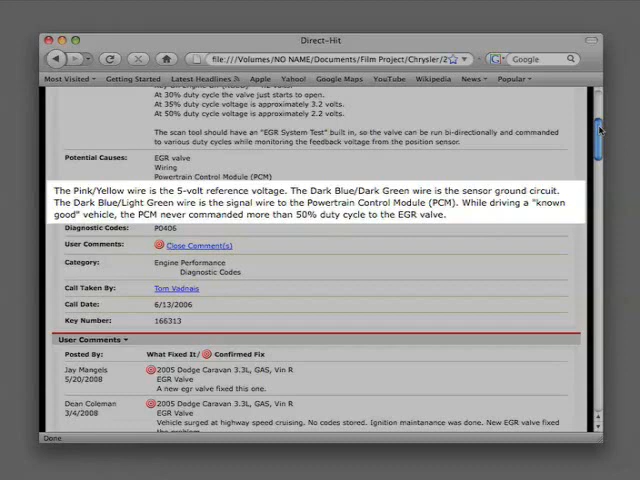 Direct-Hit
file:///Volumes/NO NAME/Documents/Film Project/Chrysler/2
Google
Most Visited
Getting Started
Latest Headlines
Apple
Yahoo!
Google Maps
YouTube
Wikipedia
News
Popular
At 30% duty cycle the valve just starts to open.
At 35% duty cycle voltage is approximately 3.2 volts.
At 50% duty cycle voltage is approximately 2.2 volts.
The scan tool should have an "EGR System Test" built in, so the valve can be run bi-directionally and commanded
to various duty cycles while monitoring the feedback voltage from the position sensor.
Potential Causes: EGR valve
Wiring
Powertrain Control Module (PCM)
The Pink/Yellow wire is the 5-volt reference voltage. The Dark Blue/Dark Green wire is the sensor ground circuit.
The Dark Blue/Light Green wire is the signal wire to the Powertrain Control Module (PCM). While driving a "known
good" vehicle, the PCM never commanded more than 50% duty cycle to the EGR valve.
Diagnostic Codes: P0406
User Comments: Close Comment(s)
Category: Engine Performance
Diagnostic Codes
Call Taken By: Tom Vadnais
Call Date: 6/13/2006
Key Number: 166313
User Comments
Posted By: What Fixed It/ Confirmed Fix
Jay Mangels 2005 Dodge Caravan 3.3L, GAS, Vin R
5/20/2008 EGR Valve
A new egr valve fixed this one.
Dean Coleman 2005 Dodge Caravan 3.3L, GAS, Vin R
3/4/2008 EGR Valve
Vehicle surged at highway speed cruising. No codes stored. Ignition maintanance was done. New EGR valve fixed
the problem
Done